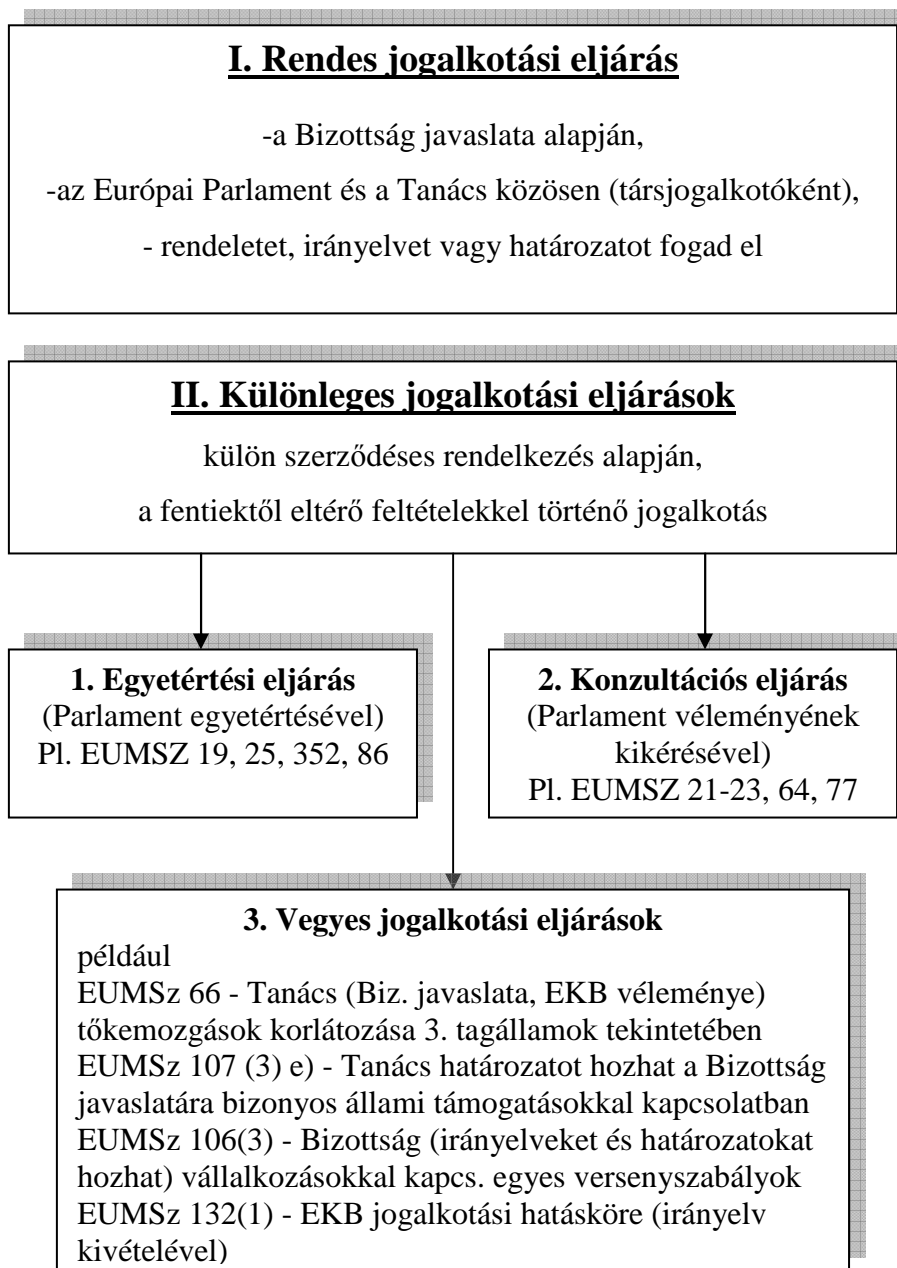 I. Rendes jogalkotási eljárás
-a Bizottság javaslata alapján,
-az Európai Parlament és a Tanács közösen (társjogalkotóként),
- rendeletet, irányelvet vagy határozatot fogad el
II. Különleges jogalkotási eljárások
külön szerződéses rendelkezés alapján,
a fentiektől eltérő feltételekkel történő jogalkotás
1. Egyetértési eljárás
(Parlament egyetértésével)
Pl. EUMSZ 19, 25, 352, 86
2. Konzultációs eljárás
(Parlament véleményének
kikérésével)
Pl. EUMSZ 21-23, 64, 77
3. Vegyes jogalkotási eljárások
például
EUMSz 66 - Tanács (Biz. javaslata, EKB véleménye)
tőkemozgások korlátozása 3. tagállamok tekintetében
EUMSz 107 (3) e) - Tanács határozatot hozhat a Bizottság
javaslatára bizonyos állami támogatásokkal kapcsolatban
EUMSz 106(3) - Bizottság (irányelveket és határozatokat
hozhat) vállalkozásokkal kapcs. egyes versenyszabályok
EUMSz 132(1) - EKB jogalkotási hatásköre (irányelv
kivételével)